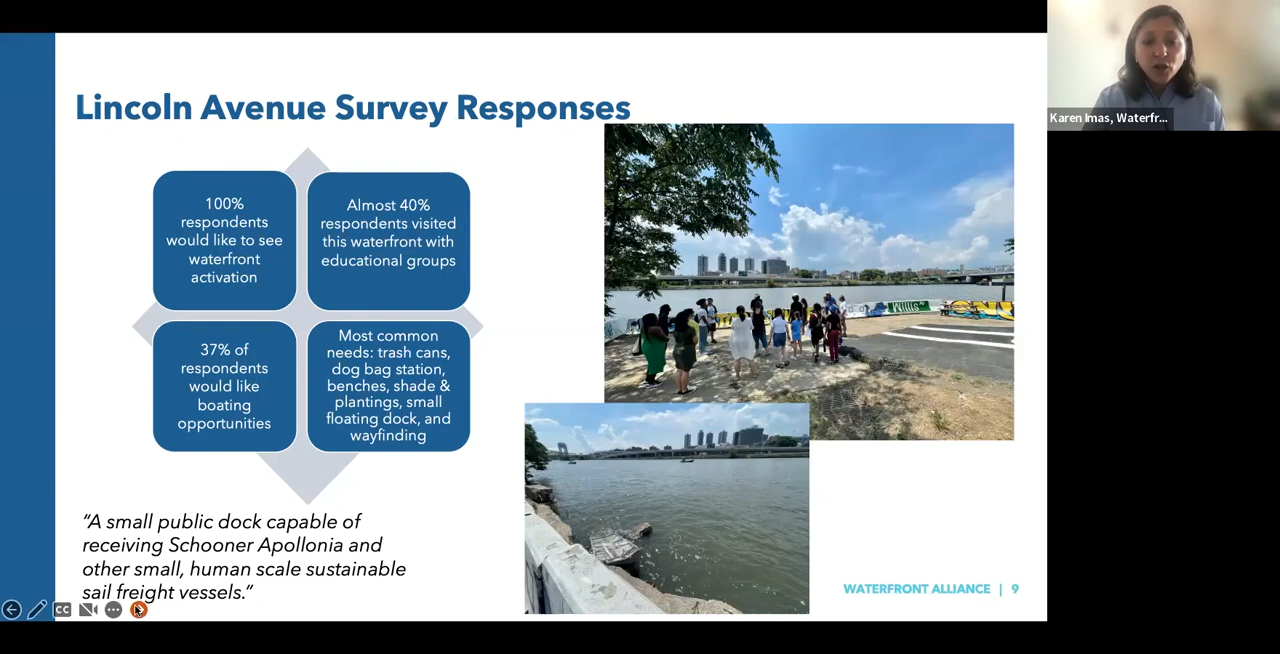 Lincoln Avenue Survey Responses
100%
respondents
would like to see
waterfront
activation
Almost 40%
respondents visited
this waterfront with
educational groups
37% of
respondents
would like
boating
opportunities
Most common
needs: trash cans,
dog bag station,
benches, shade &
plantings, small
floating dock, and
wayfinding
“A small public dock capable of
receiving Schooner Apollonia and
other small, human scale sustainable
sail freight vessels.”
WATERFRONT ALLIANCE | 9
CC
Karen Imas, Waterfr...
Willis